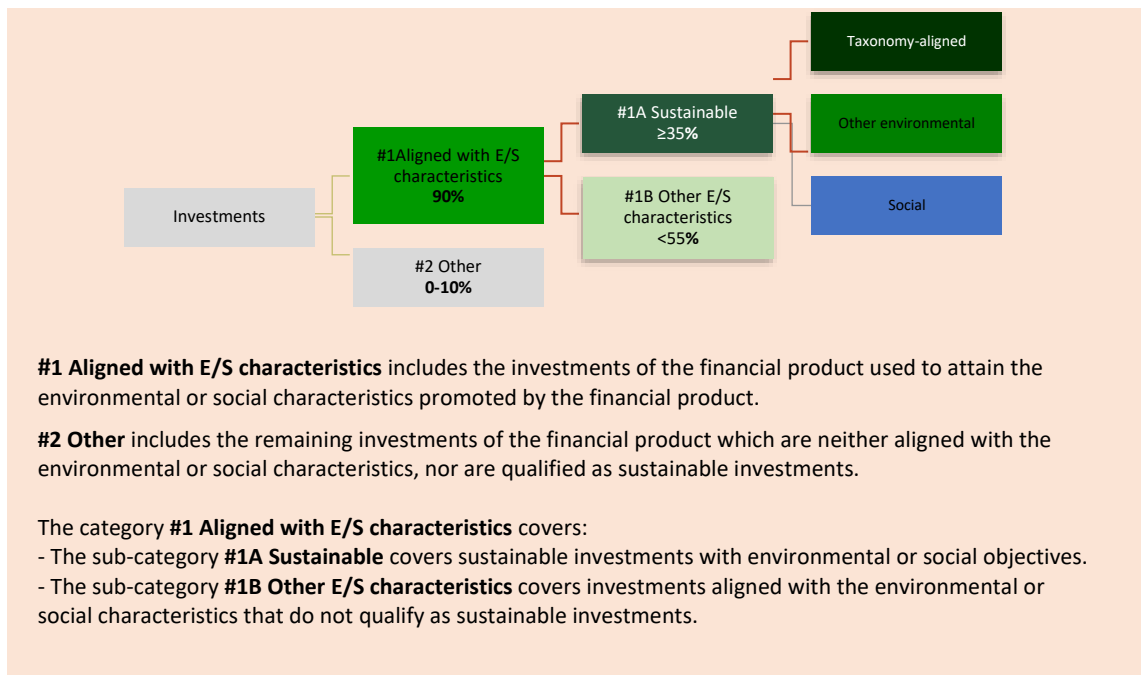 Taxonomy-aligned
#1A Sustainable
≥35%
Other environmental
#1Aligned with E/S
characteristics
90%
#1B Other E/S
characteristics
<55%
Investments
Social
#2 Other
0-10%
#1 Aligned with E/S characteristics includes the investments of the financial product used to attain the
environmental or social characteristics promoted by the financial product.
#2 Other includes the remaining investments of the financial product which are neither aligned with the
environmental or social characteristics, nor are qualified as sustainable investments.
The category #1 Aligned with E/S characteristics covers:
- The sub-category #1A Sustainable covers sustainable investments with environmental or social objectives.
- The sub-category #1B Other E/S characteristics covers investments aligned with the environmental or
social characteristics that do not qualify as sustainable investments.